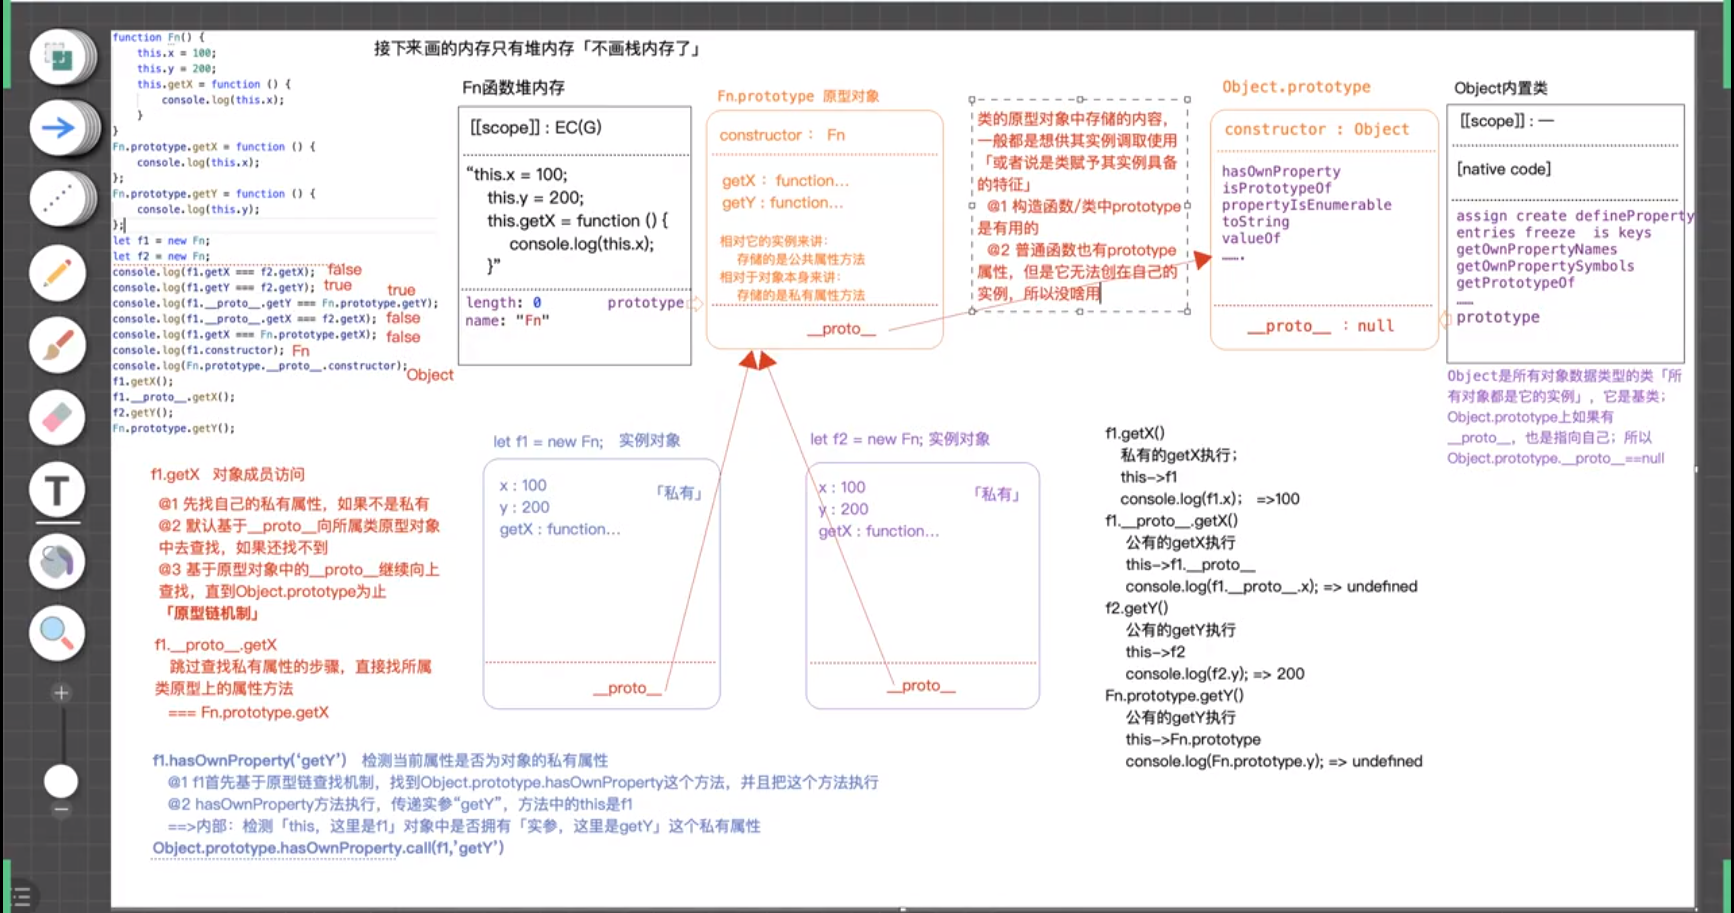 function Fn() {
this.x = 100;
this.y = 200;
this.getX = function () {
console.log(this.x);
}
}
Fn.prototype.getX = function () {
console.log(this.x);
};
Fn.prototype.getY = function () {
console.log(this.y);
};
let f1 = new Fn;
let f2 = new Fn;
console.log(f1.getX === f2.getX); false
console.log(f1.getY === f2.getY); true
console.log(f1.__proto__.getY === Fn.prototype.getY); true
console.log(f1.__proto__.getX === f2.getX); false
console.log(f1.getX === Fn.prototype.getX); false
console.log(f1.constructor); Fn
console.log(Fn.prototype.__proto__.constructor); Object
f1.getX();
f1.__proto__.getX();
f2.getY();
Fn.prototype.getY();
接下来画的内存只有堆内存「不画栈内存了」
Fn函数堆内存
[[scope]] : EC(G)
“this.x = 100;
this.y = 200;
this.getX = function () {
console.log(this.x);
}”
length: 0 prototype
name: "Fn"
Fn.prototype 原型对象
constructor : Fn
getX : function...
getY : function...
相对它的实例来讲:
存储的是公共属性方法
相对于对象本身来讲:
存储的是私有属性方法
__proto__
类的原型对象中存储的内容，
一般都是想供其实例调取使用
「或者说是类赋予其实例具备
的特征」
@1 构造函数/类中prototype
是有用的
@2 普通函数也有prototype
属性，但是它无法创在自己的
实例，所以没啥用
Object.prototype
constructor : Object
hasOwnProperty
isPrototypeOf
propertyIsEnumerable
toString
valueOf
…….
__proto__ : null
Object内置类
[[scope]] : —
[native code]
assign create defineProperty
entries freeze is keys
getOwnPropertyNames
getOwnPropertySymbols
getPrototypeOf
……
prototype
Object是所有对象数据类型的类「所
有对象都是它的实例」，它是基类；
Object.prototype上如果有
__proto__，也是指向自己；所以
Object.prototype.__proto__==null
f1.getX 对象成员访问
@1 先找自己的私有属性，如果不是私有
@2 默认基于__proto__向所属类原型对象
中去查找，如果还找不到
@3 基于原型对象中的__proto__继续向上
查找，直到Object.prototype为止
「原型链机制」
f1.__proto__.getX
跳过查找私有属性的步骤，直接找所属
类原型上的属性方法
=== Fn.prototype.getX
let f1 = new Fn; 实例对象
x : 100 「私有」
y : 200
getX : function...
__proto__
let f2 = new Fn; 实例对象
x : 100 「私有」
y : 200
getX : function...
__proto__
f1.getX()
私有的getX执行；
this->f1
console.log(f1.x); =>100
f1.__proto__.getX()
公有的getX执行
this->f1.__proto__
console.log(f1.__proto__.x); => undefined
f2.getY()
公有的getY执行
this->f2
console.log(f2.y); => 200
Fn.prototype.getY()
公有的getY执行
this->Fn.prototype
console.log(Fn.prototype.y); => undefined
f1.hasOwnProperty(‘getY’) 检测当前属性是否为对象的私有属性
@1 f1首先基于原型链查找机制，找到Object.prototype.hasOwnProperty这个方法，并且把这个方法执行
@2 hasOwnProperty方法执行，传递实参“getY”，方法中的this是f1
==>内部：检测「this，这里是f1」对象中是否拥有「实参，这里是getY」这个私有属性
Object.prototype.hasOwnProperty.call(f1,’getY’)
T